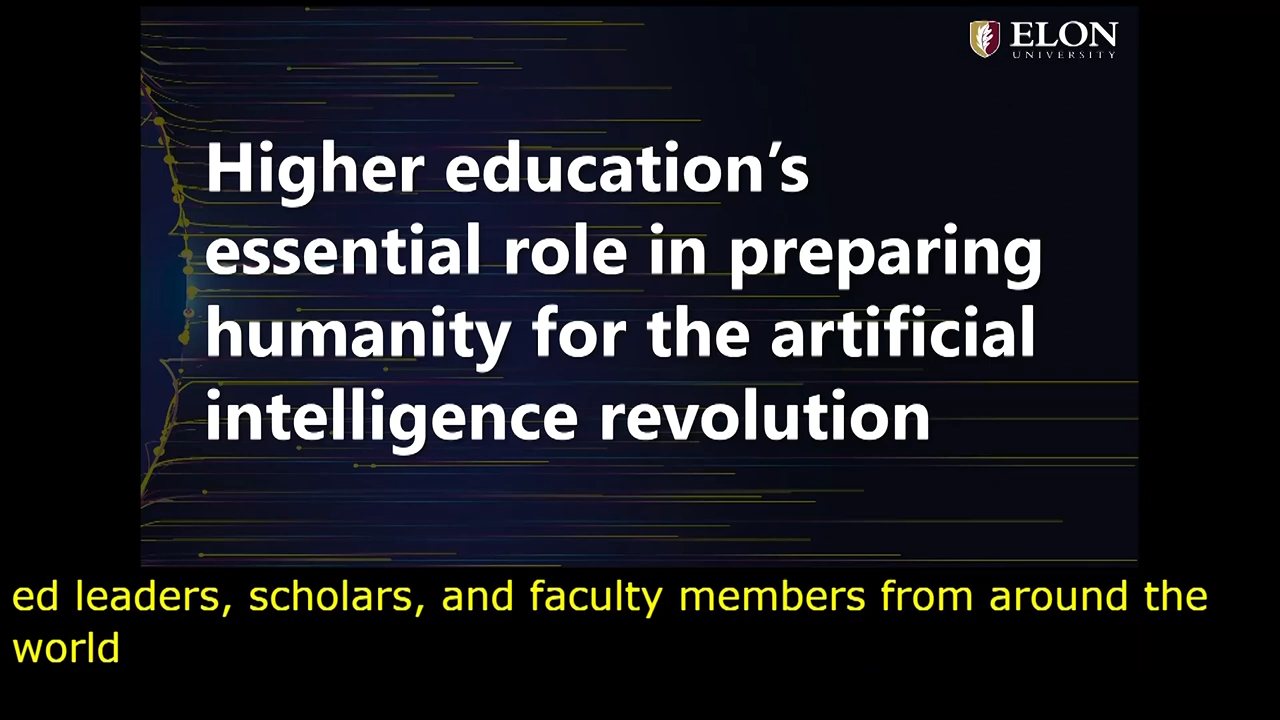 ELON
UNIVERSITY
Higher education’s
essential role in preparing
humanity for the artificial
intelligence revolution
ed leaders, scholars, and faculty members from around the
world